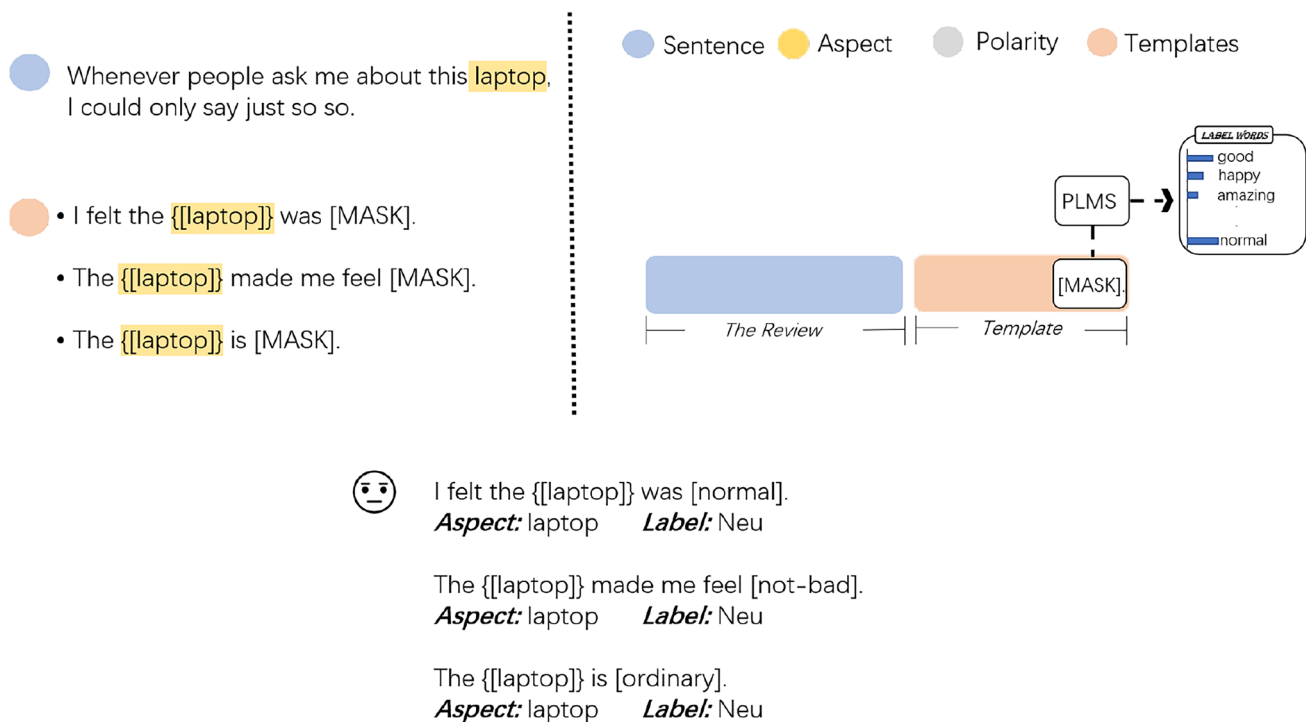 Whenever people ask me about this laptop,
I could only say just so so.
• I felt the {[laptop]} was [MASK].
• The {[laptop]} made me feel [MASK].
• The {[laptop]} is [MASK].
Sentence
Aspect
Polarity
Templates
LABEL WORDS
good
happy
amazing
normal
PLMS
[MASK].
The Review
Template
I felt the {[laptop]} was [normal].
Aspect: laptop Label: Neu
The {[laptop]} made me feel [not-bad].
Aspect: laptop Label: Neu
The {[laptop]} is [ordinary].
Aspect: laptop Label: Neu